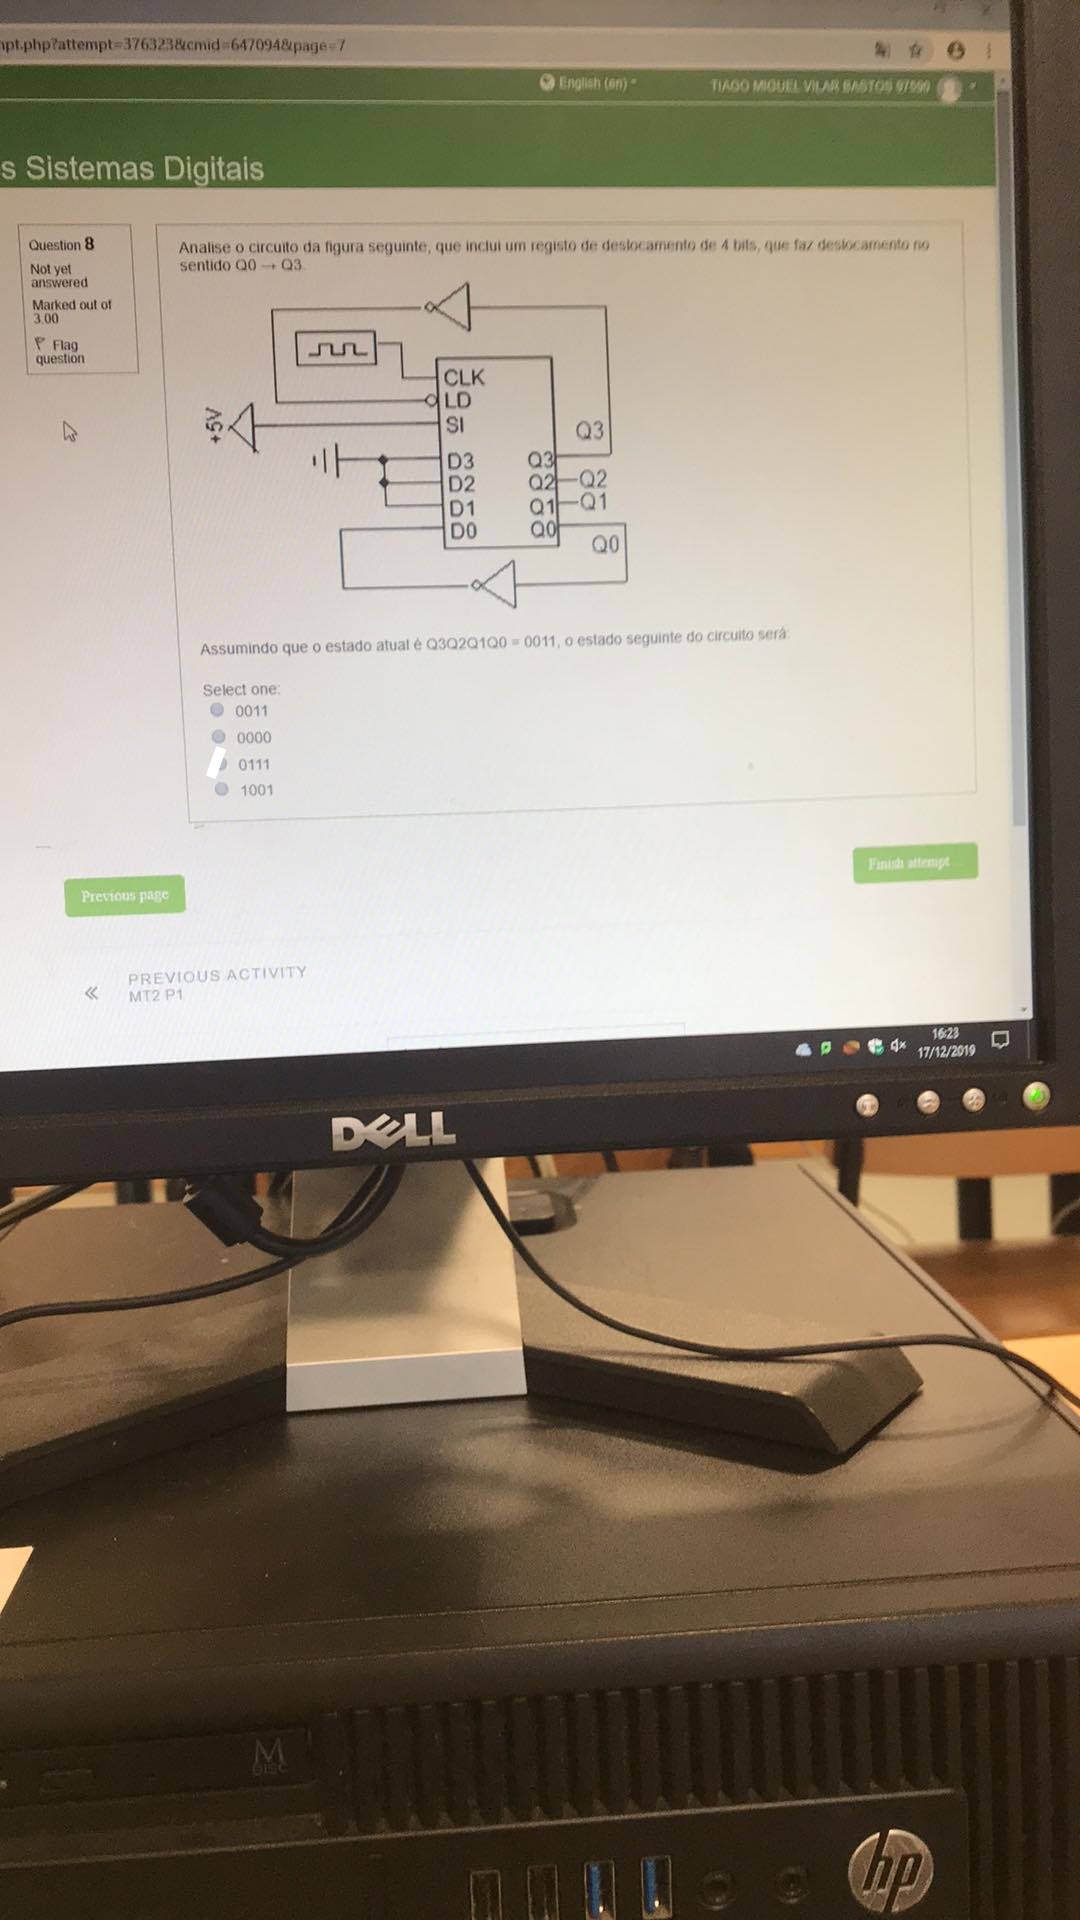 npt.php?attempt=376323&cmid=647094&page=7
English (en)
TIAGO MIGUEL VILAR BASTOS 97590
s Sistemas Digitais
Question 8
Not yet
answered
Marked out of
3.00
Flag
question
Analise o circuito da figura seguinte, que inclui um registo de deslocamento de 4 bits, que faz deslocamento no
sentido Q0 → Q3.
CLK
LD
+5V
SI
Q3
D3 Q3
D2 Q2 Q2
D1 Q1 Q1
D0 Q0
Q0
Assumindo que o estado atual é Q3Q2Q1Q0 = 0011, o estado seguinte do circuito será:
Select one:
0011
0000
0111
1001
Finish attempt
Previous page
PREVIOUS ACTIVITY
MT2 P1
16:23
17/12/2019
DELL
M
DISC
hp